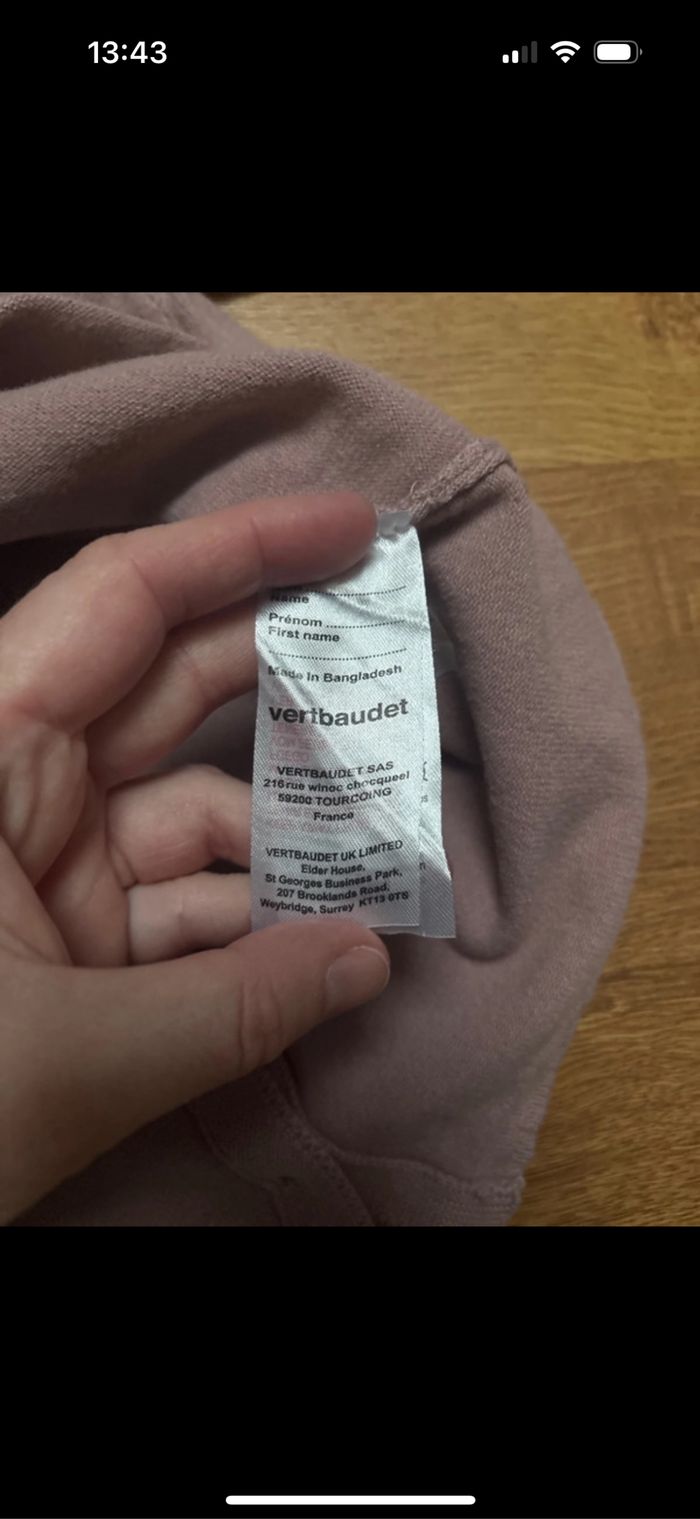 13:43
Name
Prénom ....................
First name
..............................
Made In Bangladesh
vertbaudet
VERTBAUDET SAS
216 rue winoc chocqueel
59200 TOURCOING
France
VERTBAUDET UK LIMITED
Elder House,
St Georges Business Park,
207 Brooklands Road,
Weybridge, Surrey KT13 0TS